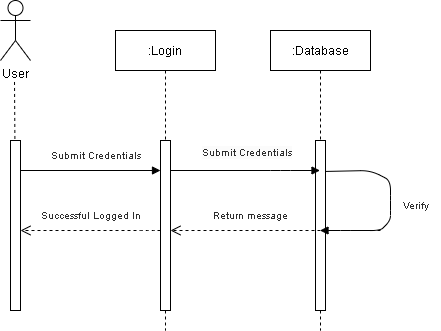 User
:Login
:Database
Submit Credentials
Submit Credentials
Verify
Successful Logged In
Return message